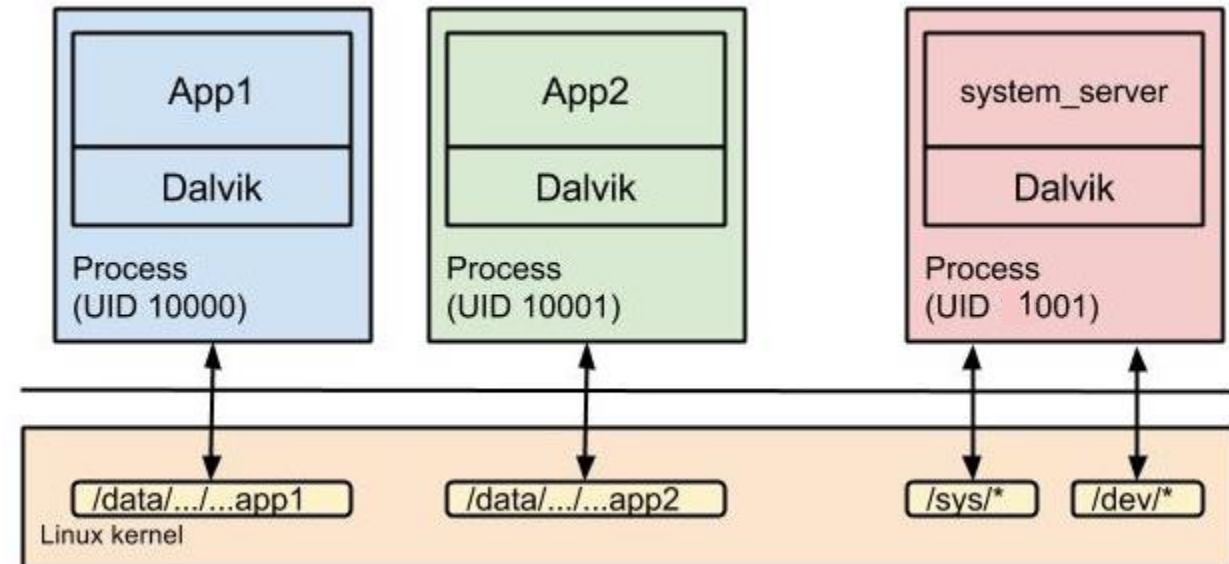 App1
Dalvik
Process
(UID 10000)
App2
Dalvik
Process
(UID 10001)
system_server
Dalvik
Process
(UID 1001)
/data/.../...app1
/data/.../...app2
/sys/*
/dev/*
Linux kernel